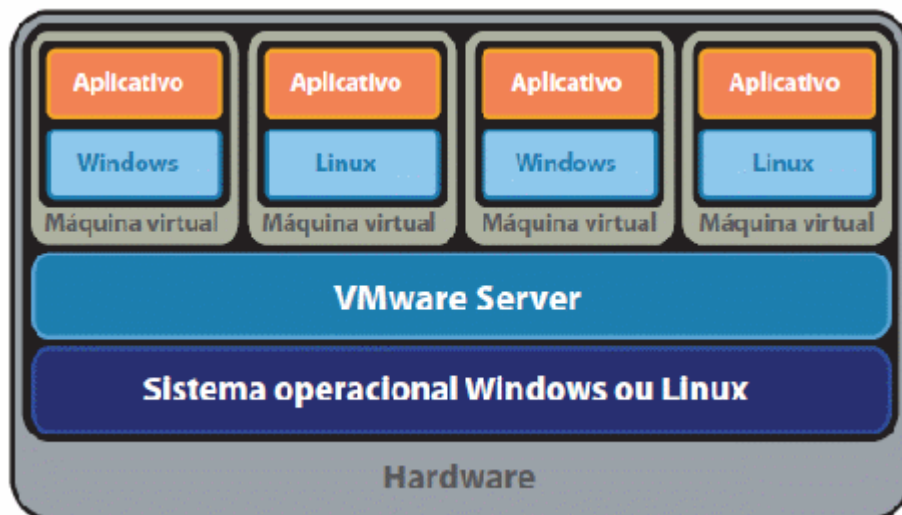 Aplicativo Aplicativo Aplicativo Aplicativo
Windows Linux Windows Linux
Máquina virtual Máquina virtual Máquina virtual Máquina virtual
VMware Server
Sistema operacional Windows ou Linux
Hardware